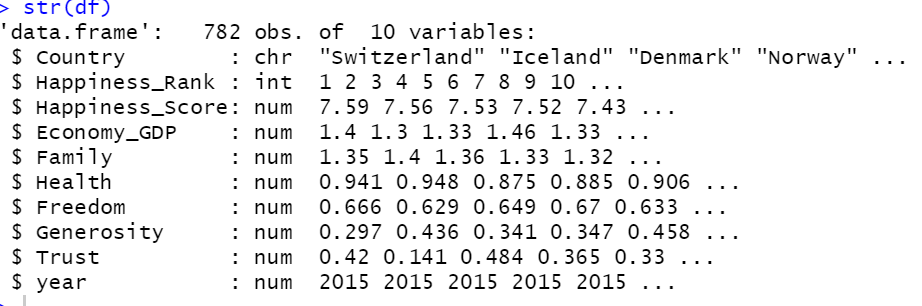 > str(df)
'data.frame':   782 obs. of  10 variables:
 $ Country        : chr  "Switzerland" "Iceland" "Denmark" "Norway" ...
 $ Happiness_Rank : int  1 2 3 4 5 6 7 8 9 10 ...
 $ Happiness_Score: num  7.59 7.56 7.53 7.52 7.43 ...
 $ Economy_GDP    : num  1.4 1.3 1.33 1.46 1.33 ...
 $ Family         : num  1.35 1.4 1.36 1.33 1.32 ...
 $ Health         : num  0.941 0.948 0.875 0.885 0.906 ...
 $ Freedom        : num  0.666 0.629 0.649 0.67 0.633 ...
 $ Generosity     : num  0.297 0.436 0.341 0.347 0.458 ...
 $ Trust          : num  0.42 0.141 0.484 0.365 0.33 ...
 $ year           : num  2015 2015 2015 2015 2015 ...
>